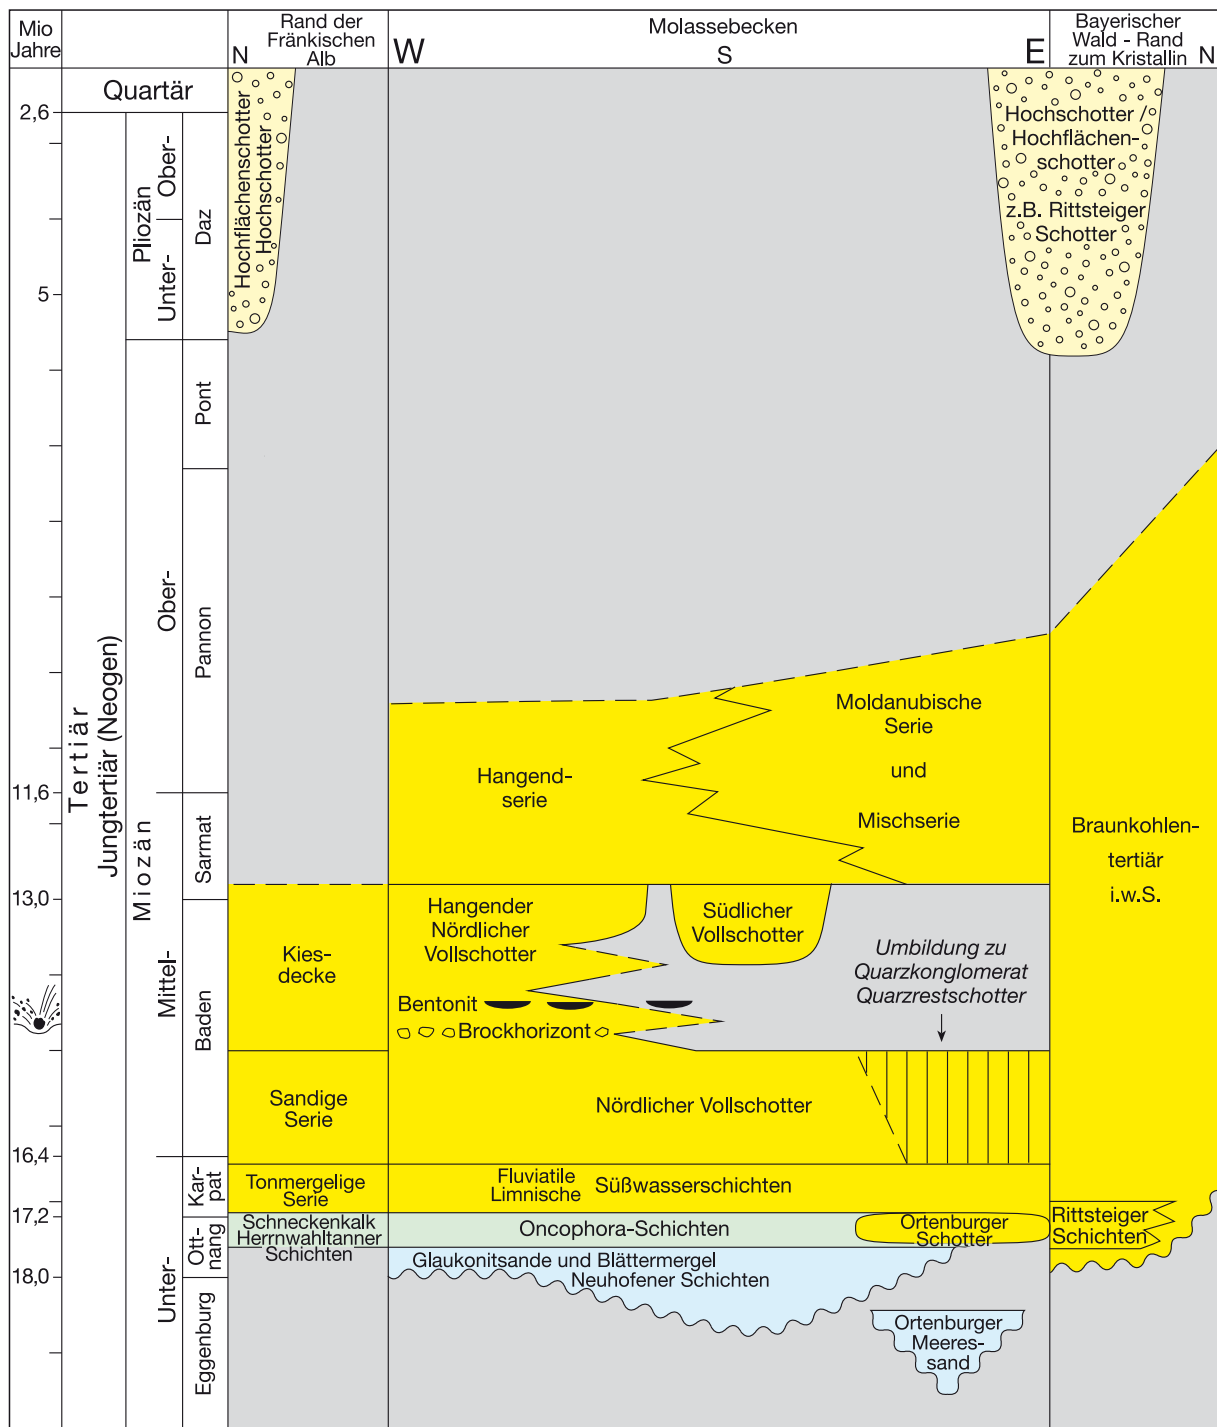 Mio
Jahre
Rand der
Fränkischen
Alb
N
W
Molassebecken
S
E
Bayerischer
Wald - Rand
zum Kristallin
N
Quartär
2,6
5
11,6
13,0
16,4
17,2
18,0
Tertiär
Jungtertiär (Neogen)
Pliozän
Ober-
Unter-
Daz
Miozän
Ober-
Mittel-
Unter-
Pont
Pannon
Sarmat
Baden
Kar-
pat
Ott-
nang
Eggenburg
Hochflächenschotter
Hochschotter
Hochschotter /
Hochflächen-
schotter
z.B. Rittsteiger
Schotter
Moldanubische
Serie
und
Mischserie
Hangend-
serie
Braunkohlen-
tertiär
i.w.S.
Kies-
decke
Hangender
Nördlicher
Vollschotter
Südlicher
Vollschotter
Umbildung zu
Quarzkonglomerat
Quarzrestschotter
Bentonit
Brockhorizont
Sandige
Serie
Nördlicher Vollschotter
Tonmergelige
Serie
Fluviatile
Limnische
Süßwasserschichten
Schneckenkalk
Herrnwahltanner
Schichten
Oncophora-Schichten
Ortenburger
Schotter
Rittsteiger
Schichten
Glaukonitsande und Blättermergel
Neuhofener Schichten
Ortenburger
Meeres-
sand